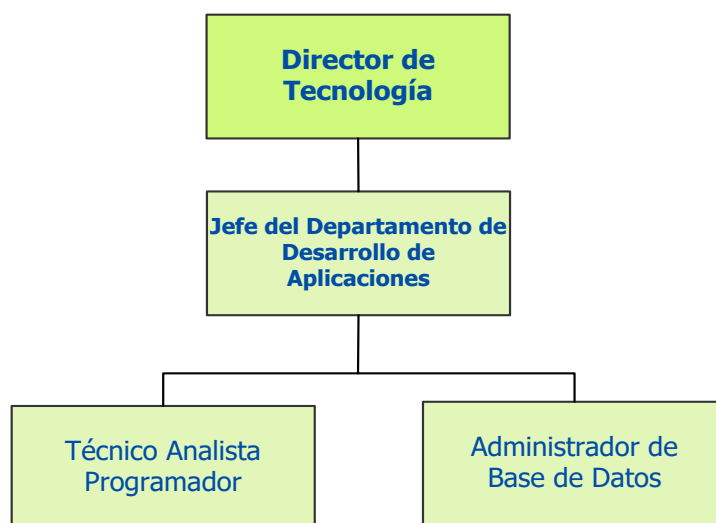 Director de
Tecnología
Jefe del Departamento de
Desarrollo de
Aplicaciones
Técnico Analista
Programador
Administrador de
Base de Datos